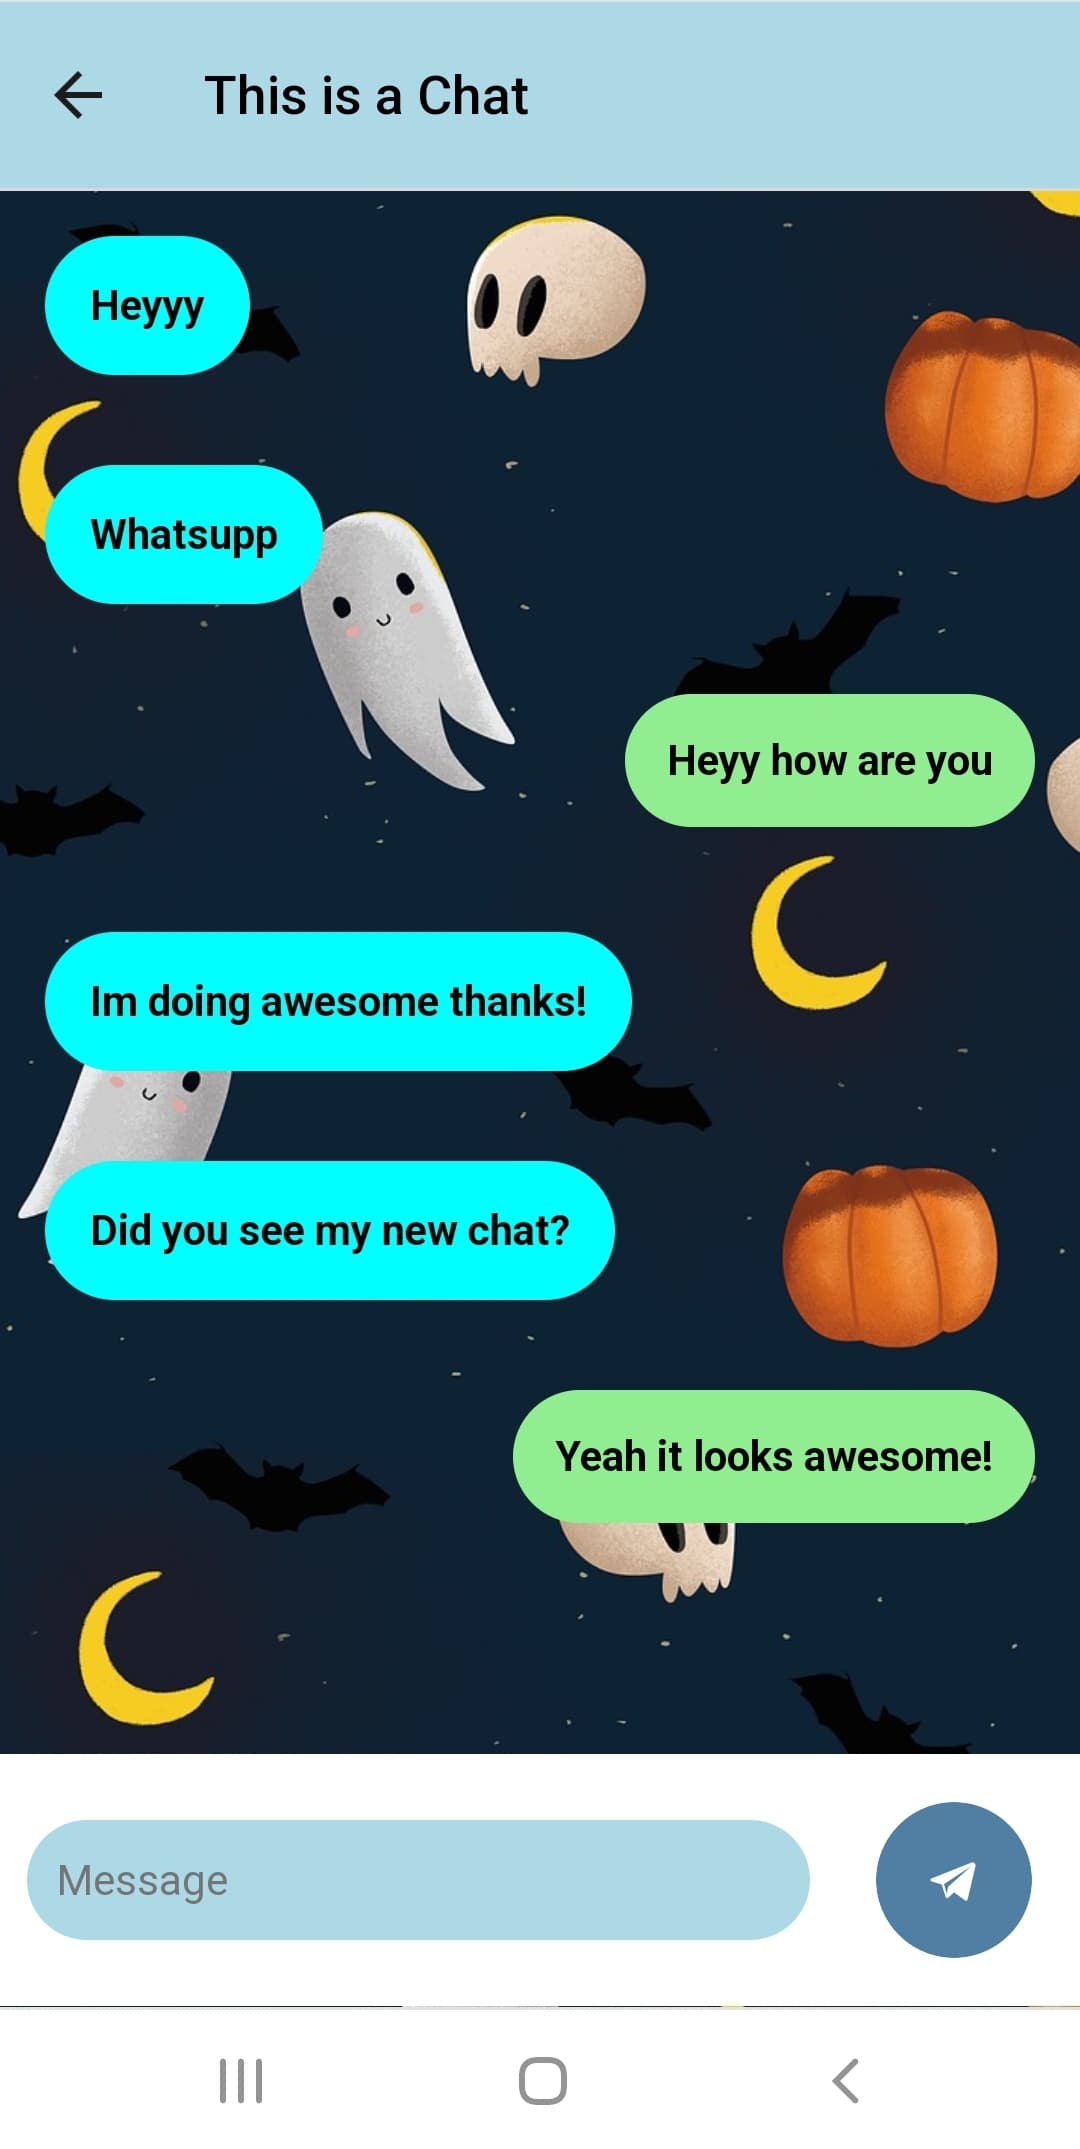 This is a Chat
Heyyy
Whatsupp
Heyy how are you
Im doing awesome thanks!
Did you see my new chat?
Yeah it looks awesome!
Message